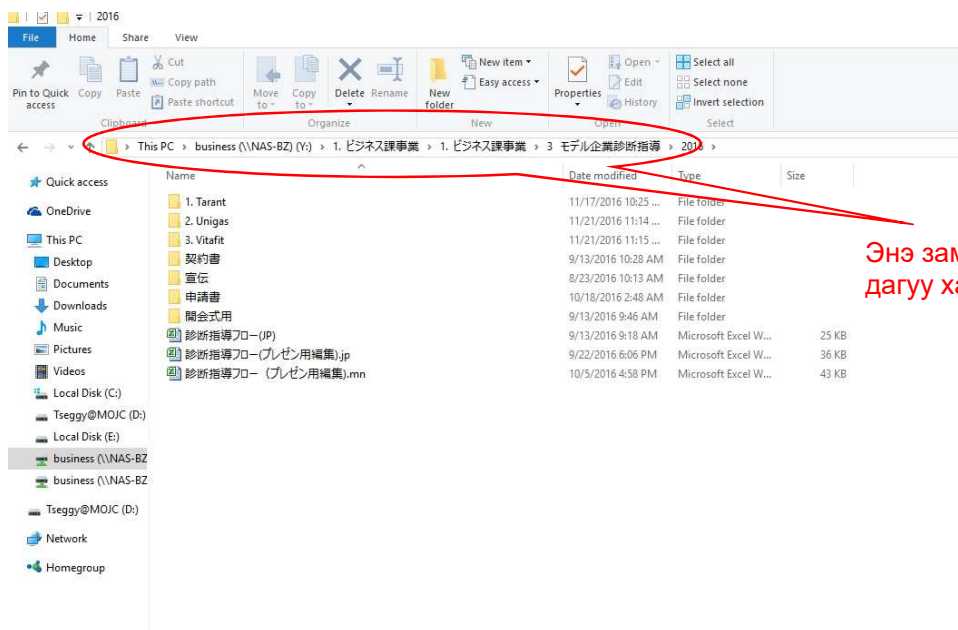 2016
File Home Share View
Pin to Quick access Copy Paste Cut Copy path Paste shortcut Move to Copy to Delete Rename New folder New item Easy access Properties Open Edit History Select all Select none Invert selection
Clipboard Organize New Open Select
This PC > business (\\NAS-BZ) (Y:) > 1. ビジネス課事業 > 1. ビジネス課事業 > 3 モデル企業診断指導 > 2016 >
Name Date modified Type Size
Quick access
OneDrive
This PC
Desktop
Documents
Downloads
Music
Pictures
Videos
Local Disk (C:)
Tseggy@MOJC (D:)
Local Disk (E:)
business (\\NAS-BZ
business (\\NAS-BZ
Tseggy@MOJC (D:)
Network
Homegroup
1. Tarant 11/17/2016 10:25 ... File folder
2. Unigas 11/21/2016 11:14 ... File folder
3. Vitafit 11/21/2016 11:15 ... File folder
契約書 9/13/2016 10:28 AM File folder
宣伝 8/23/2016 10:13 AM File folder
申請書 10/18/2016 2:48 AM File folder
開会式用 9/13/2016 9:46 AM File folder
診断指導フロー(JP) 9/13/2016 9:18 AM Microsoft Excel W... 25 KB
診断指導フロー(プレゼン用編集).jp 9/22/2016 6:06 PM Microsoft Excel W... 36 KB
診断指導フロー（プレゼン用編集).mn 10/5/2016 4:58 PM Microsoft Excel W... 43 KB
Энэ зам
дагуу ха